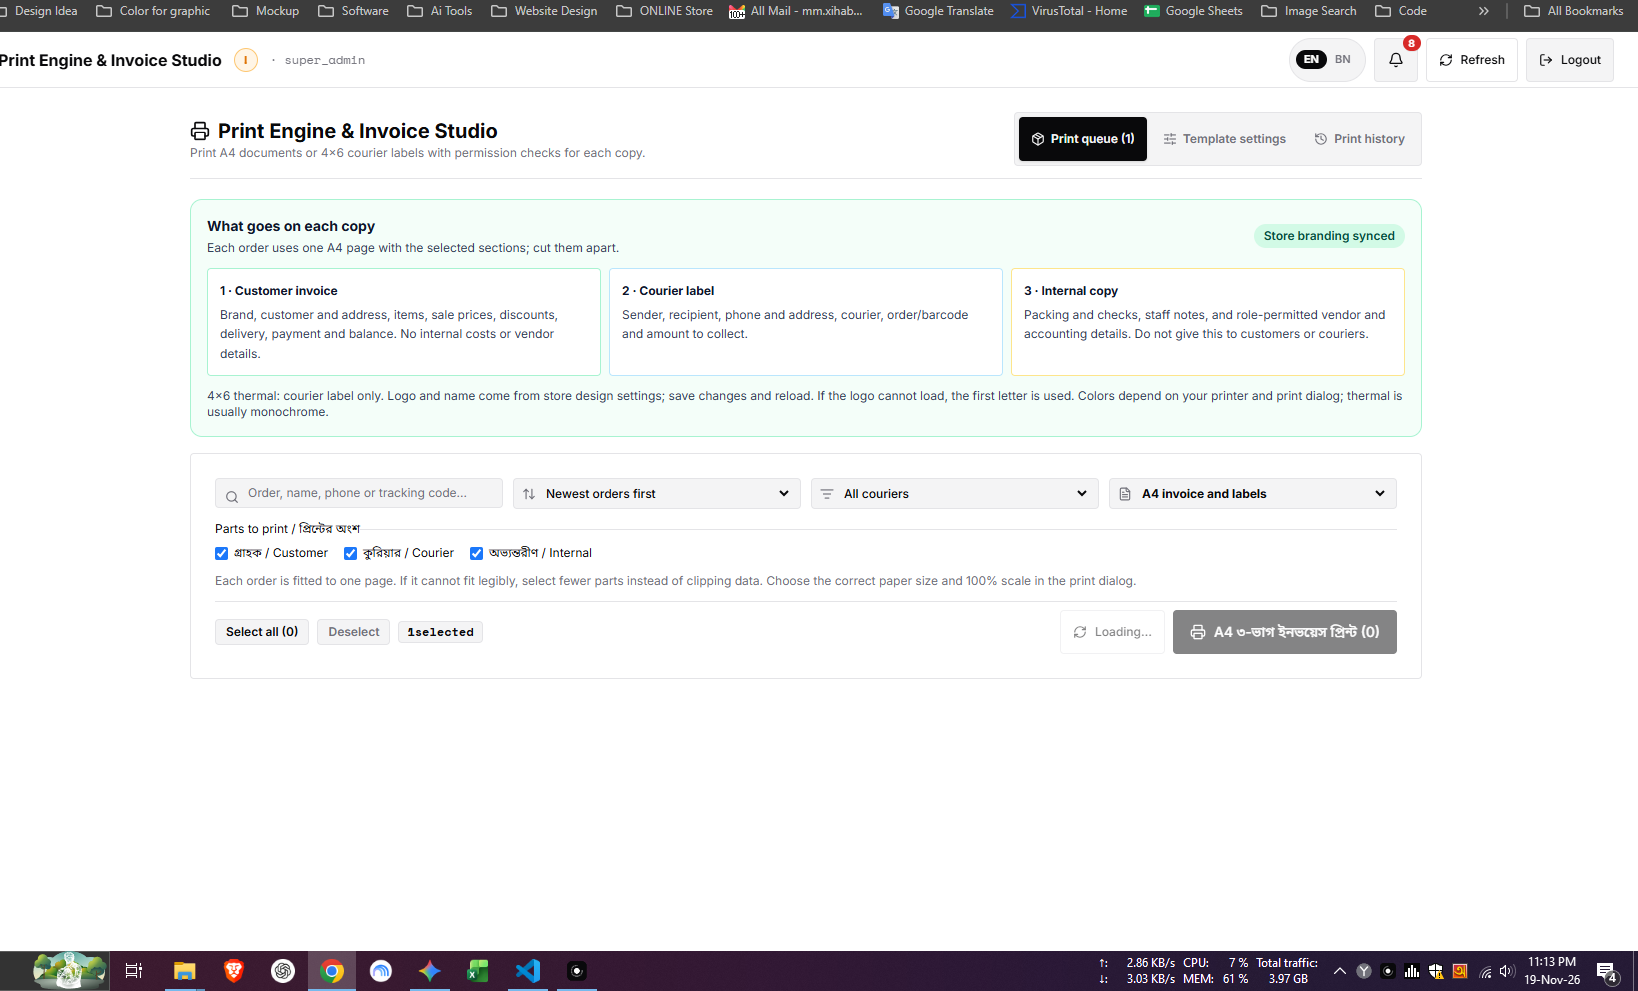 Design Idea Color for graphic Mockup Software Ai Tools Website Design ONLINE Store All Mail - mm.xihab... Google Translate VirusTotal - Home Google Sheets Image Search Code » All Bookmarks
Print Engine & Invoice Studio I · super_admin EN BN 8 Refresh Logout
Print Engine & Invoice Studio
Print A4 documents or 4×6 courier labels with permission checks for each copy.
Print queue (1) Template settings Print history
What goes on each copy
Each order uses one A4 page with the selected sections; cut them apart.
Store branding synced
1 · Customer invoice
Brand, customer and address, items, sale prices, discounts,
delivery, payment and balance. No internal costs or vendor
details.
2 · Courier label
Sender, recipient, phone and address, courier, order/barcode
and amount to collect.
3 · Internal copy
Packing and checks, staff notes, and role-permitted vendor and
accounting details. Do not give this to customers or couriers.
4×6 thermal: courier label only. Logo and name come from store design settings; save changes and reload. If the logo cannot load, the first letter is used. Colors depend on your printer and print dialog; thermal is
usually monochrome.
Order, name, phone or tracking code... Newest orders first All couriers A4 invoice and labels
Parts to print / প্রিন্টের অংশ
গ্রাহক / Customer কুরিয়ার / Courier অভ্যন্তরীণ / Internal
Each order is fitted to one page. If it cannot fit legibly, select fewer parts instead of clipping data. Choose the correct paper size and 100% scale in the print dialog.
Select all (0) Deselect 1selected Loading... A4 ৩-ভাগ ইনভয়েস প্রিন্ট (0)
↑: 2.86 KB/s CPU: 7 % Total traffic:
↓: 3.03 KB/s MEM: 61 % 3.97 GB
11:13 PM
19-Nov-26
4